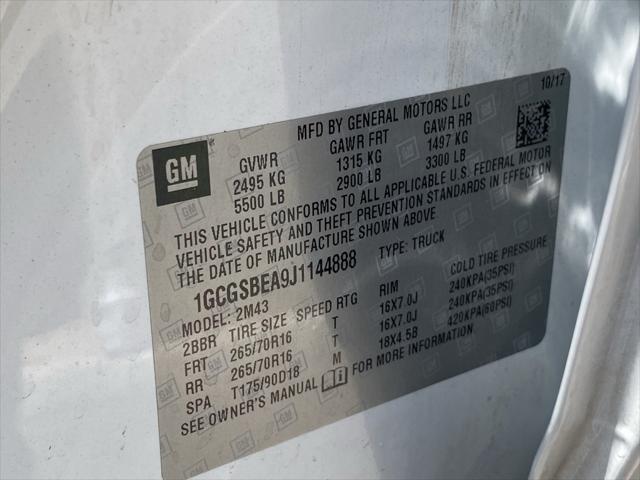 10/17
MFD BY GENERAL MOTORS LLC
GM
GVWR GAWR FRT GAWR RR
2495 KG 1315 KG 1497 KG
5500 LB 2900 LB 3300 LB
THIS VEHICLE CONFORMS TO ALL APPLICABLE U.S. FEDERAL MOTOR
VEHICLE SAFETY AND THEFT PREVENTION STANDARDS IN EFFECT ON
THE DATE OF MANUFACTURE SHOWN ABOVE.
1GCGSBEA9J1144888 TYPE: TRUCK
MODEL: 2M43
2BBR TIRE SIZE SPEED RTG RIM COLD TIRE PRESSURE
FRT 265/70R16 T 16X7.0J 240KPA(35PSI)
RR 265/70R16 T 16X7.0J 240KPA(35PSI)
SPA T175/90D18 M 18X4.5B 420KPA(60PSI)
SEE OWNER'S MANUAL FOR MORE INFORMATION.